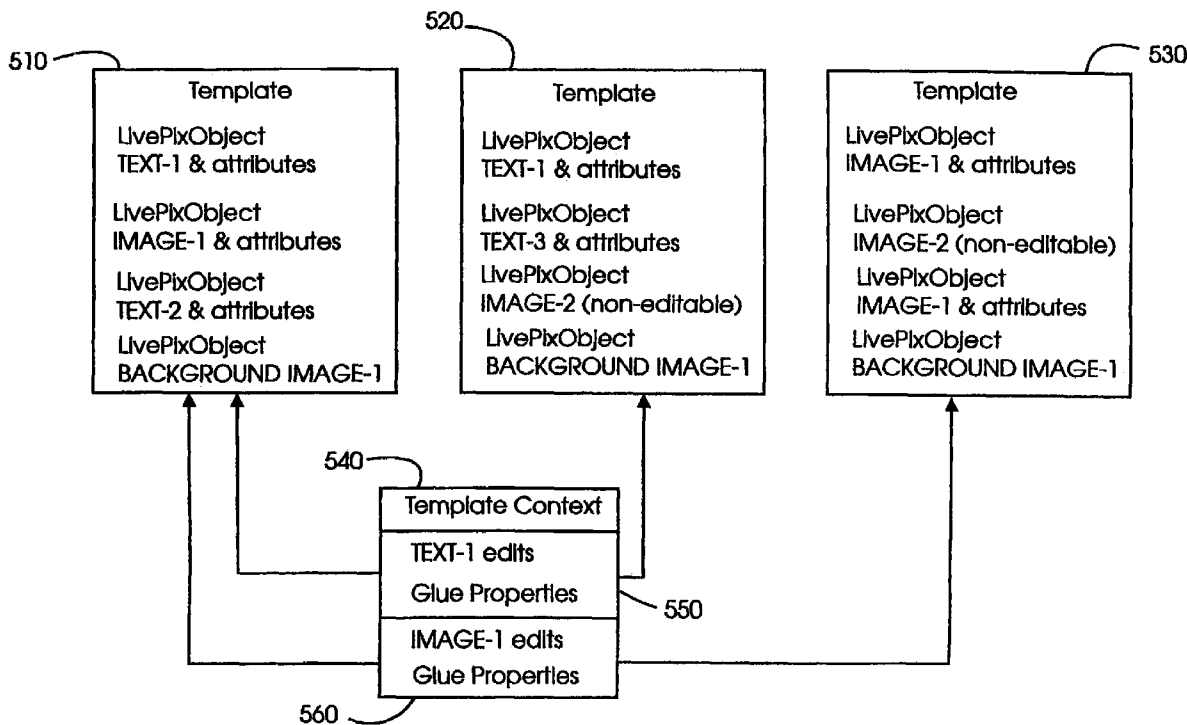 510
Template
LivePixObject
TEXT-1 & attributes
LivePixObject
IMAGE-1 & attributes
LivePixObject
TEXT-2 & attributes
LivePixObject
BACKGROUND IMAGE-1
520
Template
LivePixObject
TEXT-1 & attributes
LivePixObject
TEXT-3 & attributes
LivePixObject
IMAGE-2 (non-editable)
LivePixObject
BACKGROUND IMAGE-1
530
Template
LivePixObject
IMAGE-1 & attributes
LivePixObject
IMAGE-2 (non-editable)
LivePixObject
IMAGE-1 & attributes
LivePixObject
BACKGROUND IMAGE-1
540
Template Context
TEXT-1 edits
Glue Properties
550
IMAGE-1 edits
Glue Properties
560